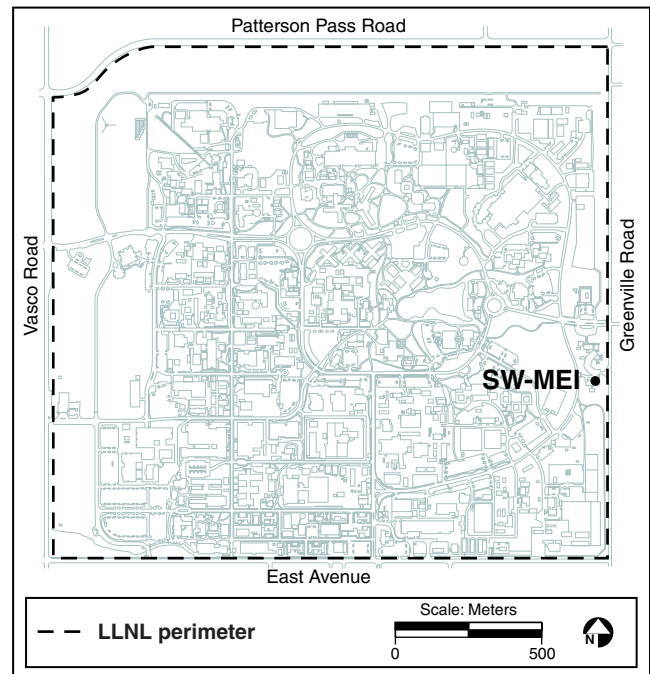 Patterson Pass Road
Vasco Road
Greenville Road
SW-MEI
East Avenue
LLNL perimeter
Scale: Meters
0 500
N